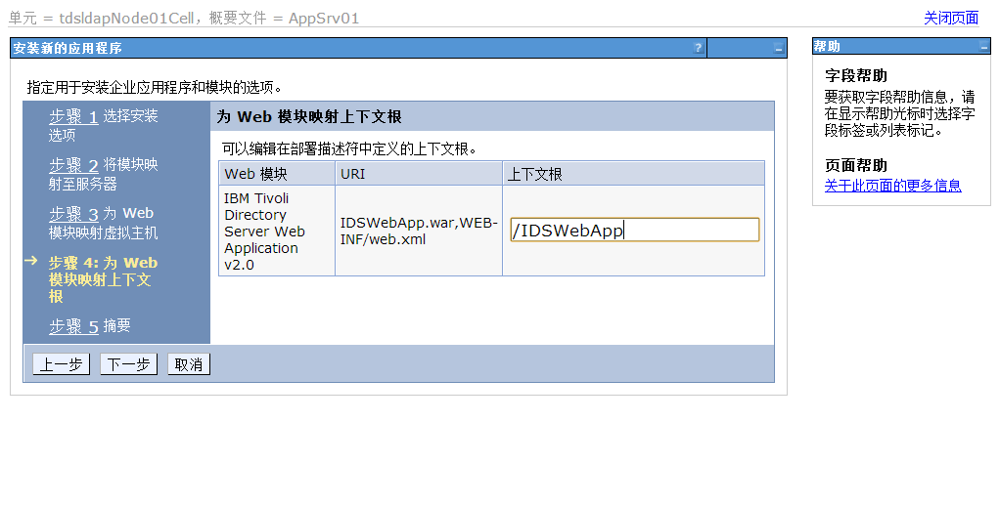 单元 = tdsldapNode01Cell，概要文件 = AppSrv01
关闭页面
安装新的应用程序
?
帮助
指定用于安装企业应用程序和模块的选项。
步骤 1 选择安装
选项
步骤 2 将模块映
射至服务器
步骤 3 为 Web
模块映射虚拟主机
步骤 4: 为 Web
模块映射上下文
根
步骤 5 摘要
为 Web 模块映射上下文根
可以编辑在部署描述符中定义的上下文根。
Web 模块
URI
上下文根
IBM Tivoli
Directory
Server Web
Application
v2.0
IDSWebApp.war,WEB-
INF/web.xml
/IDSWebApp
上一步
下一步
取消
字段帮助
要获取字段帮助信息，请
在显示帮助光标时选择字
段标签或列表标记。
页面帮助
关于此页面的更多信息